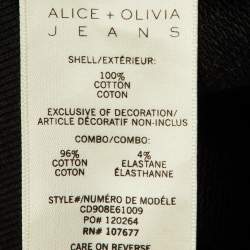 ALICE + OLIVIA
JEANS
SHELL/EXTÉRIEUR:
100%
COTTON
COTON
EXCLUSIVE OF DECORATION/
ARTICLE DÉCORATIF NON-INCLUS
COMBO/COMBO:
96% 4%
COTTON ELASTANE
COTON ÉLASTHANNE
STYLE#/NUMÉRO DE MODÈLE
CD908E61009
PO# 120264
RN# 107677
CARE ON REVERSE